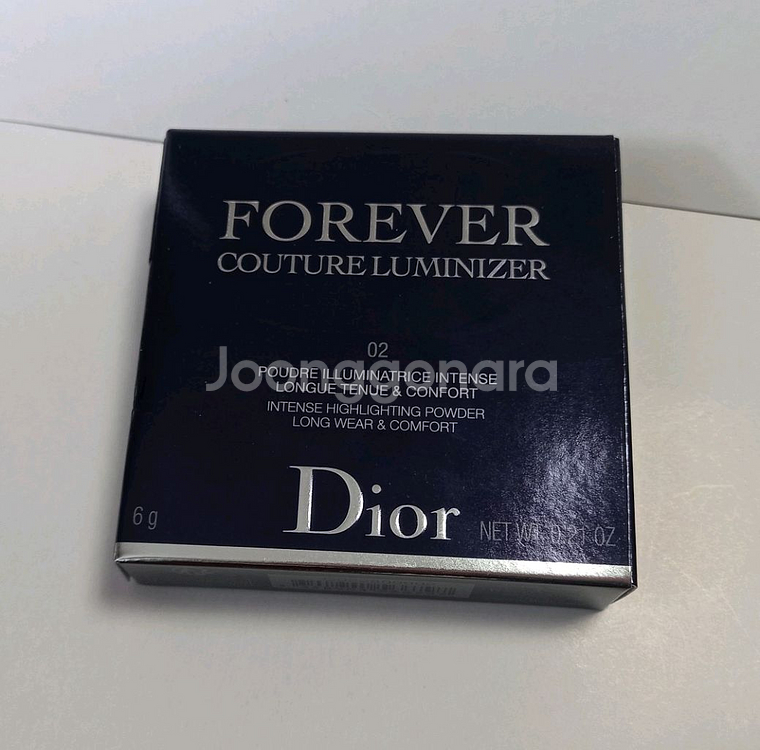 FOREVER
COUTURE LUMINIZER
02
Joonggonara
POUDRE ILLUMINATRICE INTENSE
LONGUE TENUE & CONFORT
INTENSE HIGHLIGHTING POWDER
LONG WEAR & COMFORT
Dior
6 g
NET WT. 0.21 OZ